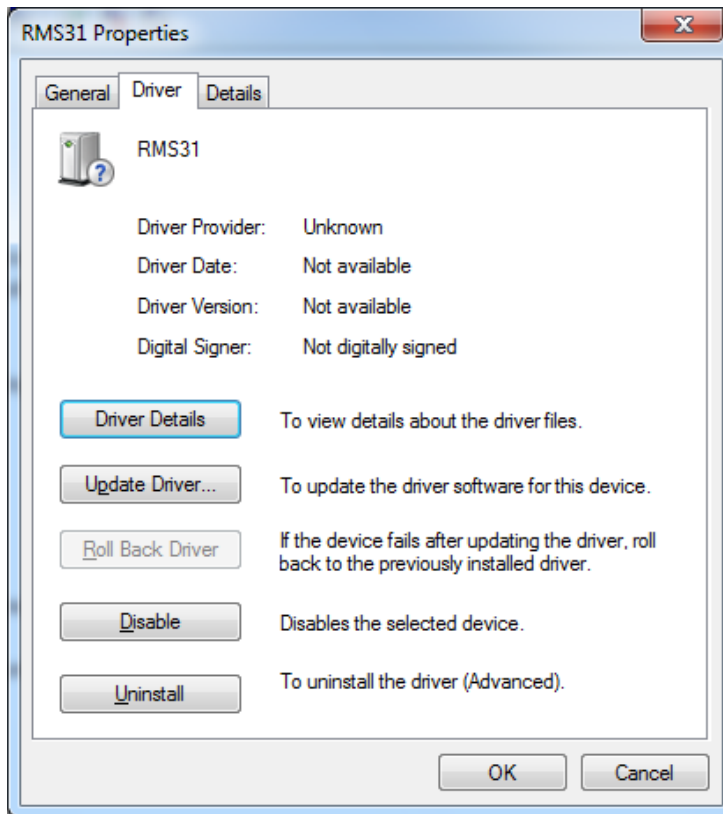 RMS31 Properties
General Driver Details
RMS31
Driver Provider: Unknown
Driver Date: Not available
Driver Version: Not available
Digital Signer: Not digitally signed
Driver Details To view details about the driver files.
Update Driver... To update the driver software for this device.
Roll Back Driver If the device fails after updating the driver, roll
back to the previously installed driver.
Disable Disables the selected device.
Uninstall To uninstall the driver (Advanced).
OK Cancel